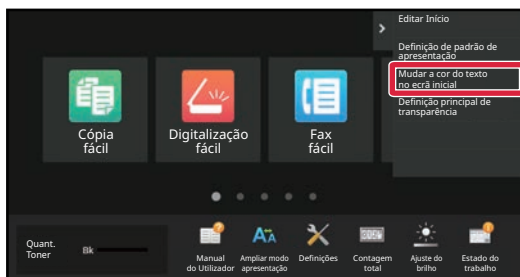 Editar Início
Definição de padrão de
apresentação
Mudar a cor do texto
no ecrã inicial
Definição principal de
transparência
Cópia
fácil
Digitalização
fácil
Fax
fácil
Quant.
Toner
Bk
Manual
do Utilizador
Ampliar modo
apresentação
Definições
Contagem
total
Ajuste do
brilho
Estado do
trabalho